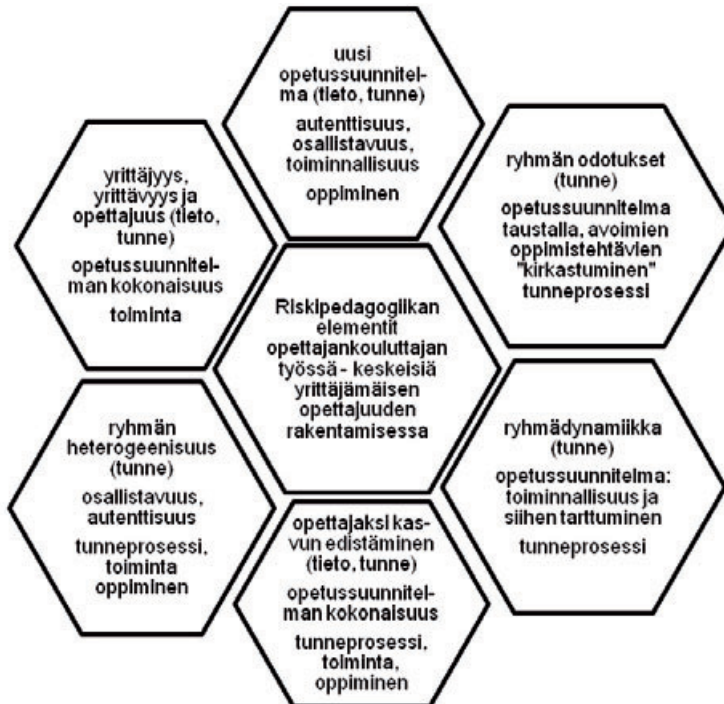 uusi
opetussuunnitel-
ma (tieto, tunne)
autenttisuus,
osallistavuus,
toiminnallisuus
oppiminen
ryhmän odotukset
(tunne)
opetussuunnitelma
taustalla, avoimien
oppimistehtävien
"kirkastuminen"
tunneprosessi
ryhmädynamiikka
(tunne)
opetussuunnitelma:
toiminnallisuus ja
siihen tarttuminen
tunneprosessi
opettajaksi kas-
vun edistäminen
(tieto, tunne)
opetussuunnitel-
man kokonaisuus
tunneprosessi,
toiminta,
oppiminen
ryhmän
heterogeenisuus
(tunne)
osallistavuus,
autenttisuus
tunneprosessi,
toiminta
oppiminen
yrittäjyys,
yrittävyys ja
opettajuus (tieto,
tunne)
opetussuunnitel-
man kokonaisuus
toiminta
Riskipedagogiikan
elementit
opettajankouluttajan
työssä - keskeisiä
yrittäjämäisen
opettajuuden
rakentamisessa